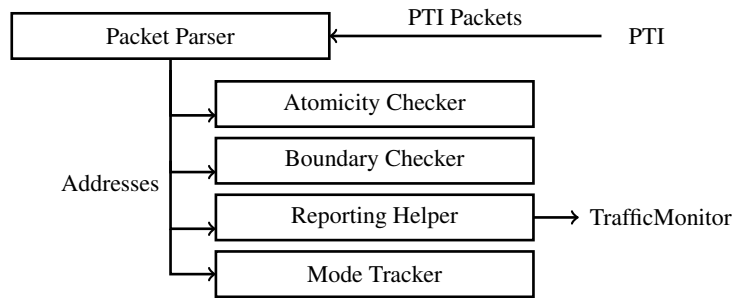 PTI Packets
Packet Parser
PTI
Atomicity Checker
Boundary Checker
Addresses
Reporting Helper
TrafficMonitor
Mode Tracker